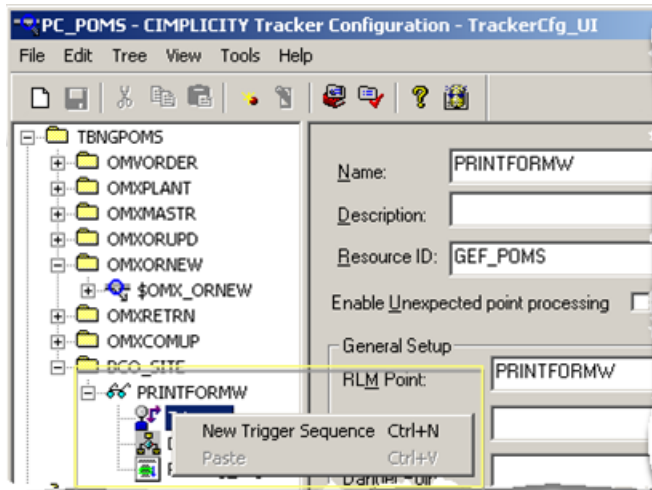 PC_POMS - CIMPLICITY Tracker Configuration - TrackerCfg_UI
File Edit Tree View Tools Help
TBNGPOMS
OMVORDER
OMXPLANT
OMXMASTR
OMXORUPD
OMXORNEW
$OMX_ORNEW
OMXRETRN
OMXCOMUP
BCO_SITE
PRINTFORMW
New Trigger Sequence Ctrl+N
Paste Ctrl+V
Name: PRINTFORMW
Description:
Resource ID: GEF_POMS
Enable Unexpected point processing
General Setup
RLM Point: PRINTFORMW